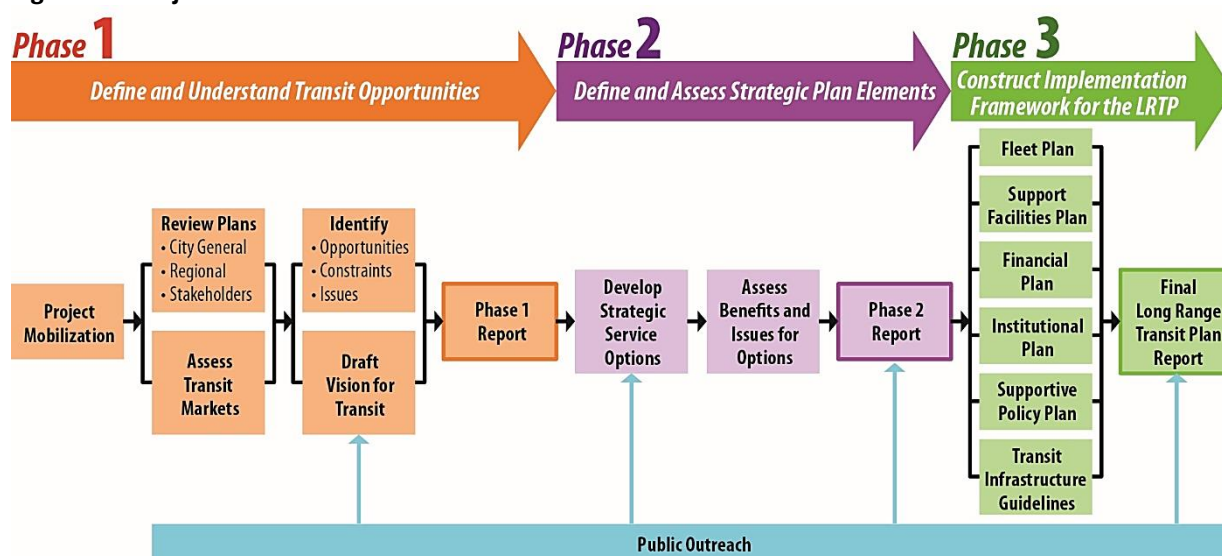 Phase 1
Define and Understand Transit Opportunities
Phase 2
Define and Assess Strategic Plan Elements
Phase 3
Construct Implementation
Framework for the LRTP
Project
Mobilization
Review Plans
• City General
• Regional
• Stakeholders
Assess
Transit
Markets
Identify
• Opportunities
• Constraints
• Issues
Draft
Vision for
Transit
Phase 1
Report
Develop
Strategic
Service
Options
Assess
Benefits and
Issues for
Options
Phase 2
Report
Fleet Plan
Support
Facilities Plan
Financial
Plan
Institutional
Plan
Supportive
Policy Plan
Transit
Infrastructure
Guidelines
Final
Long Range
Transit Plan
Report
Public Outreach